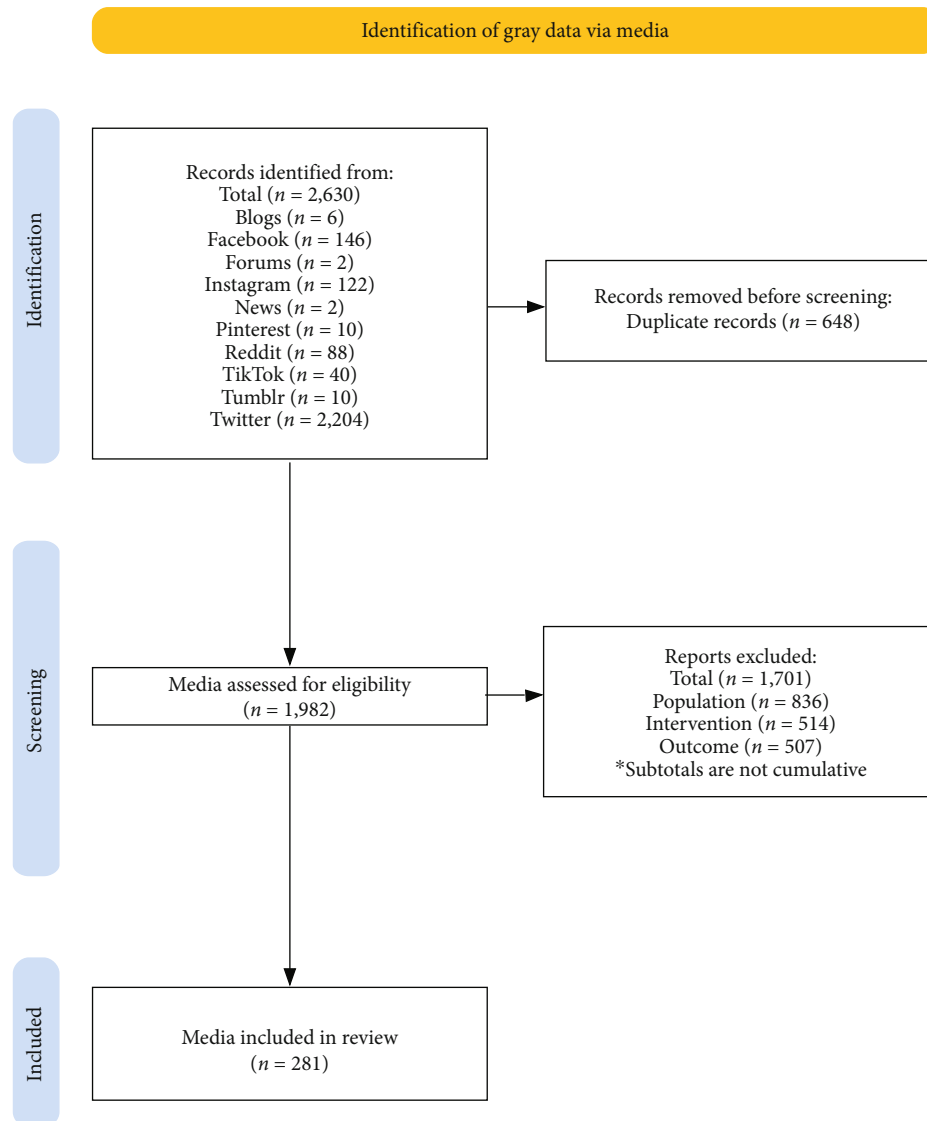 Identification of gray data via media
Identification
Records identified from:
Total (n = 2,630)
Blogs (n = 6)
Facebook (n = 146)
Forums (n = 2)
Instagram (n = 122)
News (n = 2)
Pinterest (n = 10)
Reddit (n = 88)
TikTok (n = 40)
Tumblr (n = 10)
Twitter (n = 2,204)
Records removed before screening:
Duplicate records (n = 648)
Screening
Media assessed for eligibility
(n = 1,982)
Reports excluded:
Total (n = 1,701)
Population (n = 836)
Intervention (n = 514)
Outcome (n = 507)
*Subtotals are not cumulative
Included
Media included in review
(n = 281)